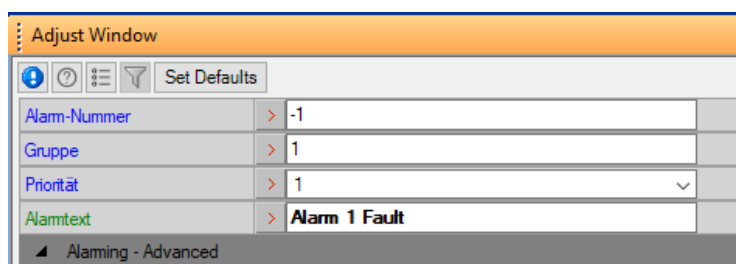 Adjust Window
Set Defaults
Alarm-Nummer > -1
Gruppe > 1
Priorität > 1
Alarmtext > Alarm 1 Fault
Alarming - Advanced